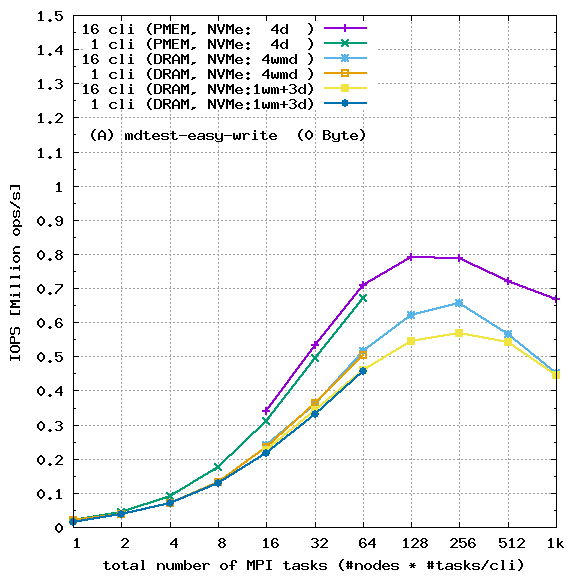 16 cli (PMEM, NVMe:  4d  )
1 cli (PMEM, NVMe:  4d  )
16 cli (DRAM, NVMe: 4wmd )
1 cli (DRAM, NVMe: 4wmd )
16 cli (DRAM, NVMe:1wm+3d)
1 cli (DRAM, NVMe:1wm+3d)
(A) mdtest-easy-write  (0 Byte)
1.5
1.4
1.3
1.2
1.1
1
0.9
0.8
0.7
0.6
0.5
0.4
0.3
0.2
0.1
0
IOPS [Million ops/s]
1 2 4 8 16 32 64 128 256 512 1k
total number of MPI tasks (#nodes * #tasks/cli)